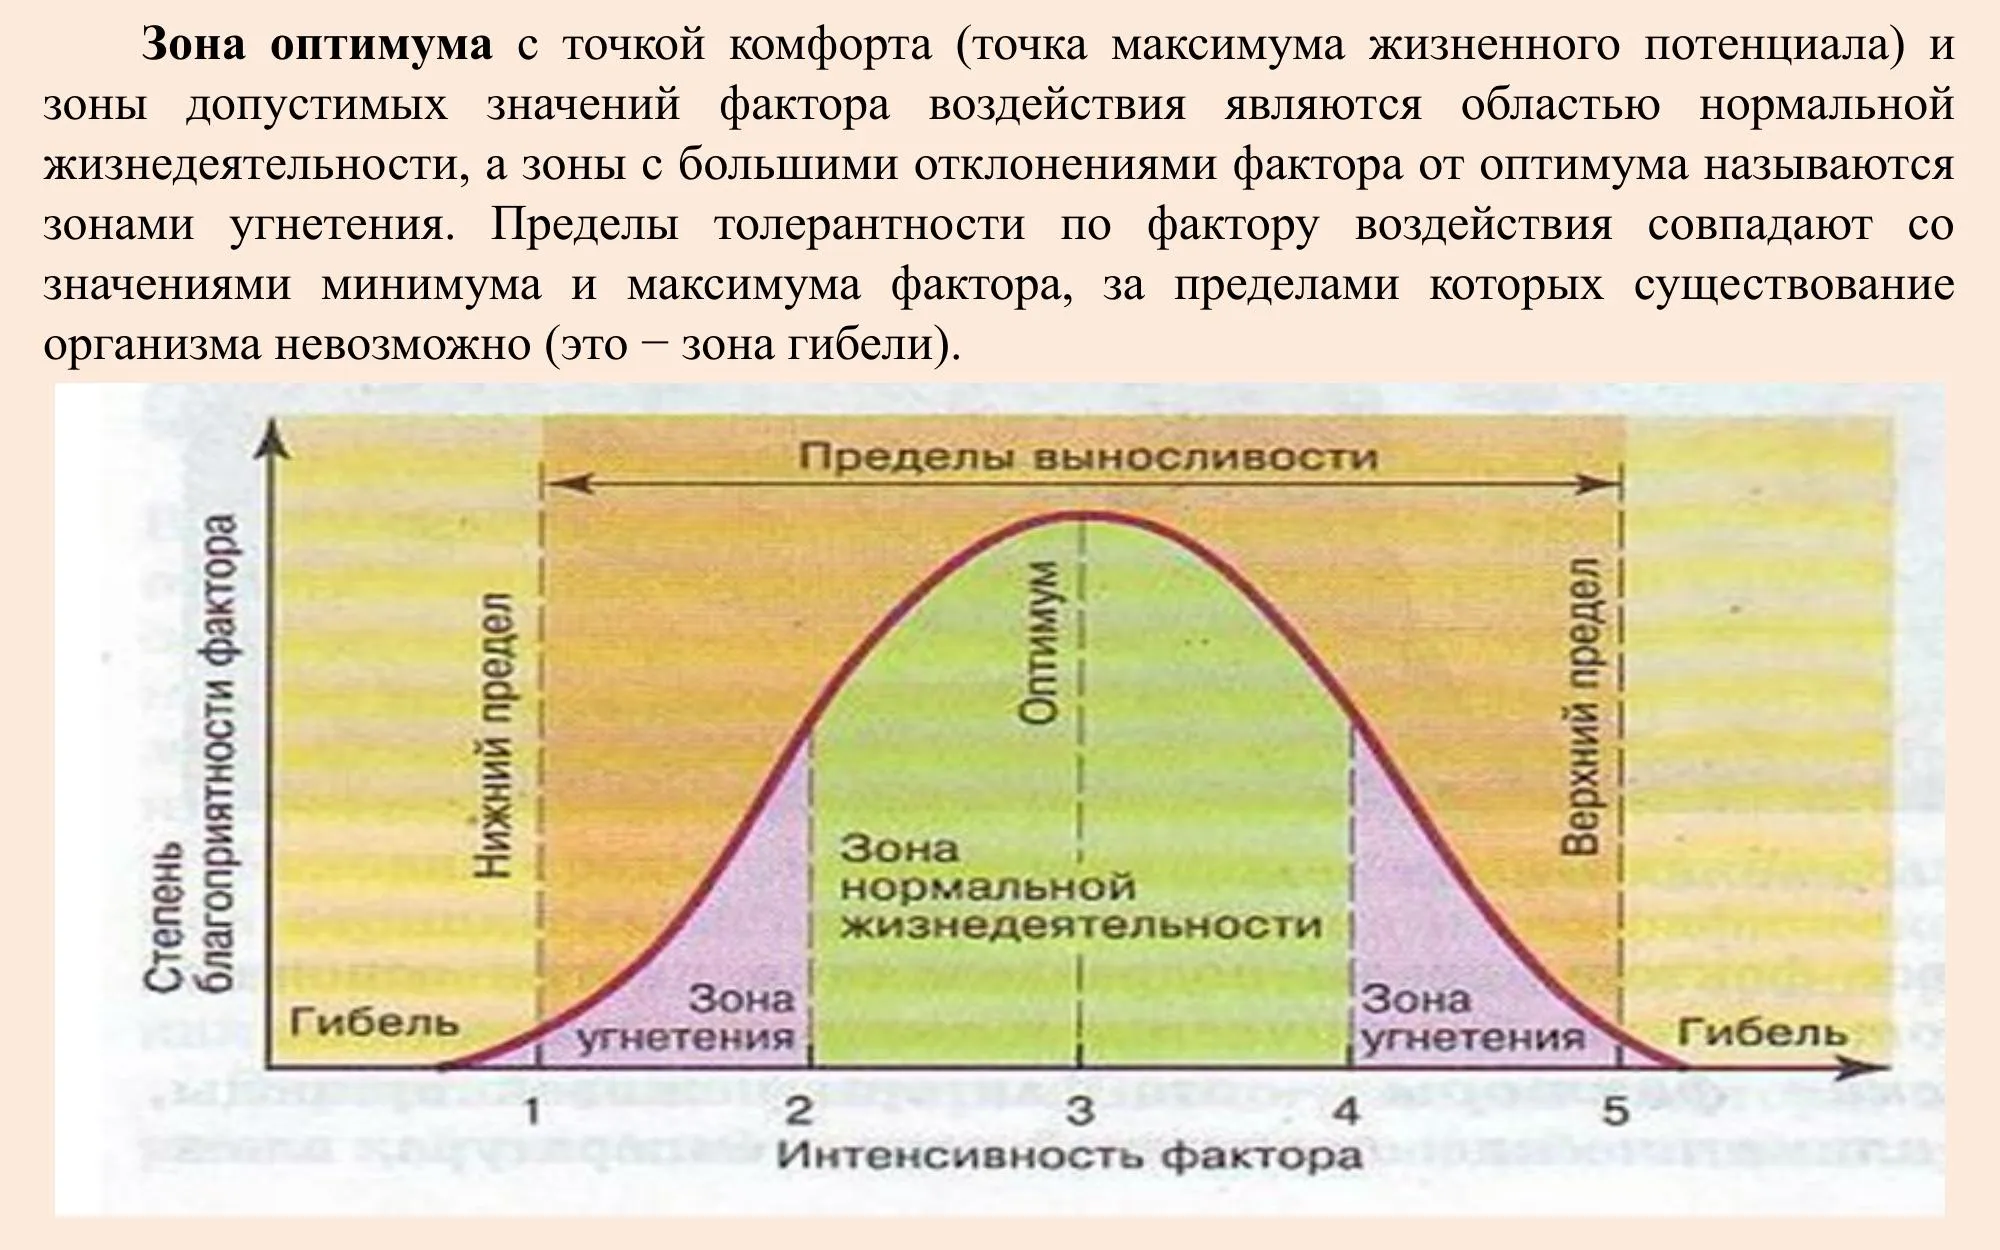 Зона оптимума с точкой комфорта (точка максимума жизненного потенциала) и
зоны допустимых значений фактора воздействия являются областью нормальной
жизнедеятельности, а зоны с большими отклонениями фактора от оптимума называются
зонами угнетения. Пределы толерантности по фактору воздействия совпадают со
значениями минимума и максимума фактора, за пределами которых существование
организма невозможно (это − зона гибели).
Пределы выносливости
Степень
благоприятности фактора
Нижний предел
Оптимум
Верхний предел
Зона
нормальной
жизнедеятельности
Гибель
Зона
угнетения
Зона
угнетения
Гибель
1 2 3 4 5
Интенсивность фактора